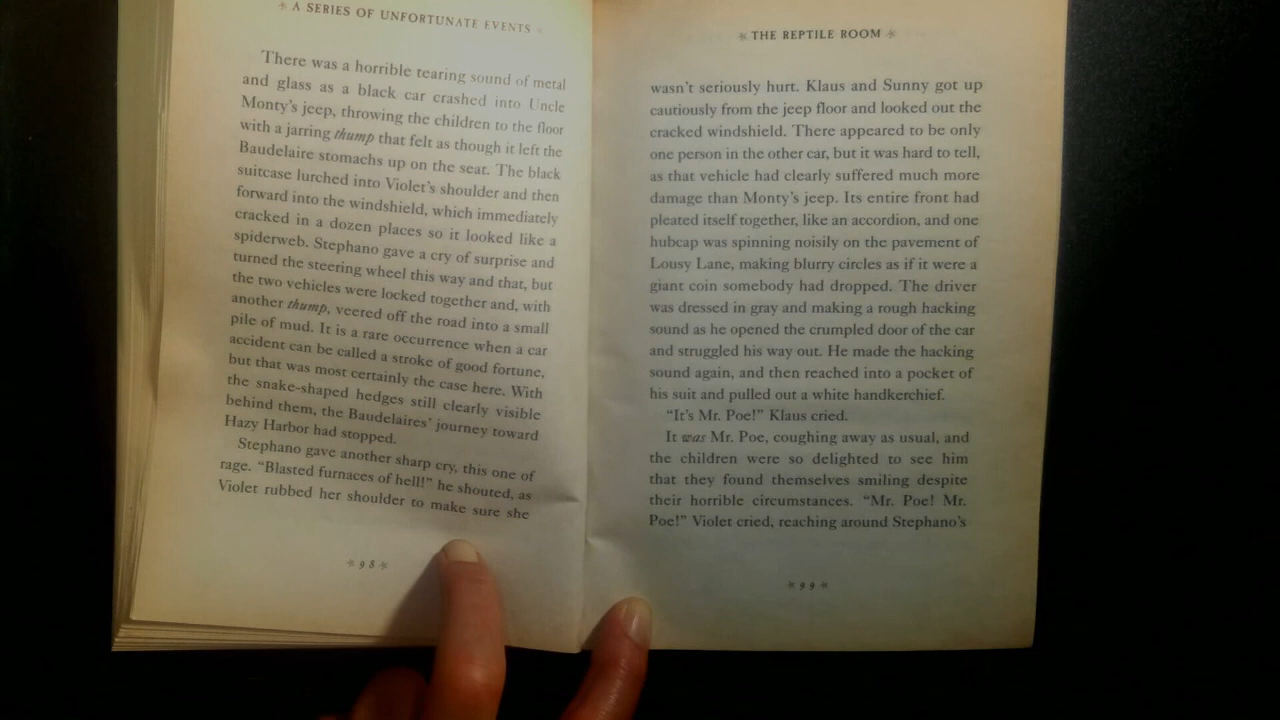 * A SERIES OF UNFORTUNATE EVENTS *
There was a horrible tearing sound of metal
and glass as a black car crashed into Uncle
Monty's jeep, throwing the children to the floor
with a jarring thump that felt as though it left the
Baudelaire stomachs up on the seat. The black
suitcase lurched into Violet's shoulder and then
forward into the windshield, which immediately
cracked in a dozen places so it looked like a
spiderweb. Stephano gave a cry of surprise and
turned the steering wheel this way and that, but
the two vehicles were locked together and, with
another thump, veered off the road into a small
pile of mud. It is a rare occurrence when a car
accident can be called a stroke of good fortune,
but that was most certainly the case here. With
the snake-shaped hedges still clearly visible
behind them, the Baudelaires' journey toward
Hazy Harbor had stopped.
Stephano gave another sharp cry, this one of
rage. "Blasted furnaces of hell!" he shouted, as
Violet rubbed her shoulder to make sure she
* 98 *
* THE REPTILE ROOM *
wasn't seriously hurt. Klaus and Sunny got up
cautiously from the jeep floor and looked out the
cracked windshield. There appeared to be only
one person in the other car, but it was hard to tell,
as that vehicle had clearly suffered much more
damage than Monty's jeep. Its entire front had
pleated itself together, like an accordion, and one
hubcap was spinning noisily on the pavement of
Lousy Lane, making blurry circles as if it were a
giant coin somebody had dropped. The driver
was dressed in gray and making a rough hacking
sound as he opened the crumpled door of the car
and struggled his way out. He made the hacking
sound again, and then reached into a pocket of
his suit and pulled out a white handkerchief.
"It's Mr. Poe!" Klaus cried.
It was Mr. Poe, coughing away as usual, and
the children were so delighted to see him
that they found themselves smiling despite
their horrible circumstances. "Mr. Poe! Mr.
Poe!" Violet cried, reaching around Stephano's
* 99 *